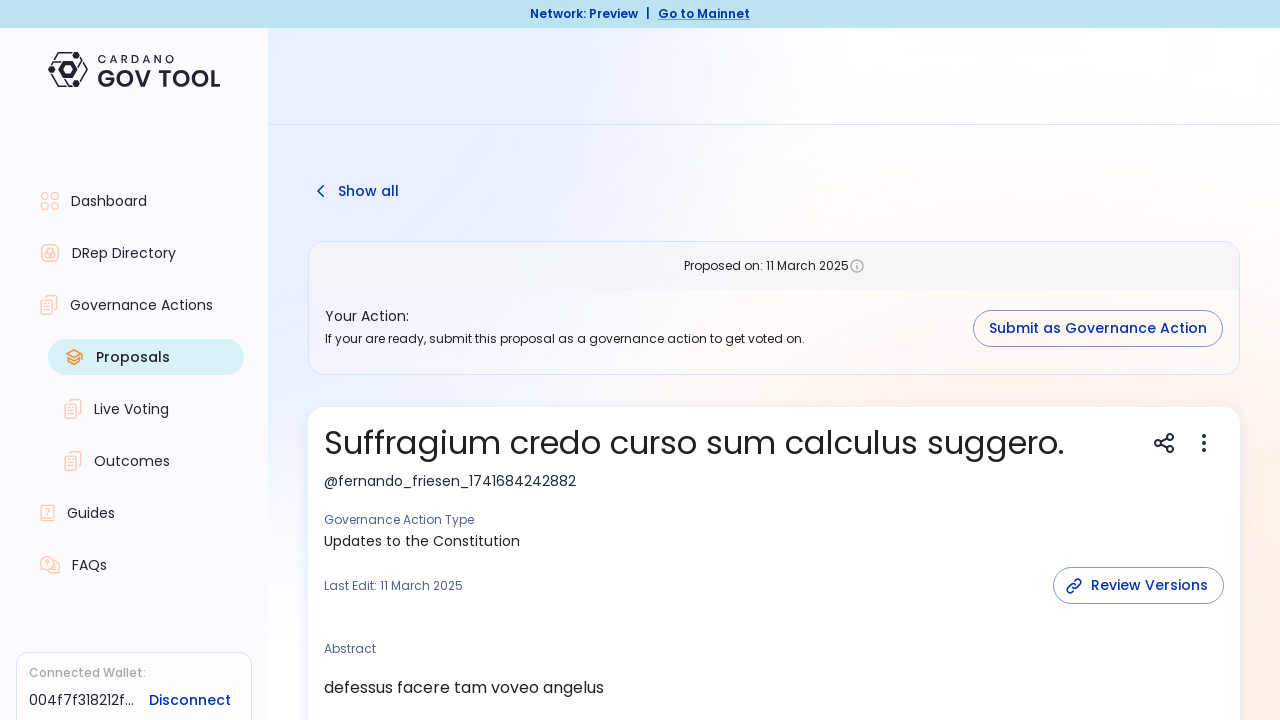 Network: Preview | Go to Mainnet
CARDANO
GOV TOOL
Dashboard
DRep Directory
Governance Actions
Proposals
Live Voting
Outcomes
Guides
FAQs
Connected Wallet:
004f7f318212f... Disconnect
Show all
Proposed on: 11 March 2025
Your Action:
If your are ready, submit this proposal as a governance action to get voted on.
Submit as Governance Action
Suffragium credo curso sum calculus suggero.
@fernando_friesen_1741684242882
Governance Action Type
Updates to the Constitution
Last Edit: 11 March 2025
Review Versions
Abstract
defessus facere tam voveo angelus